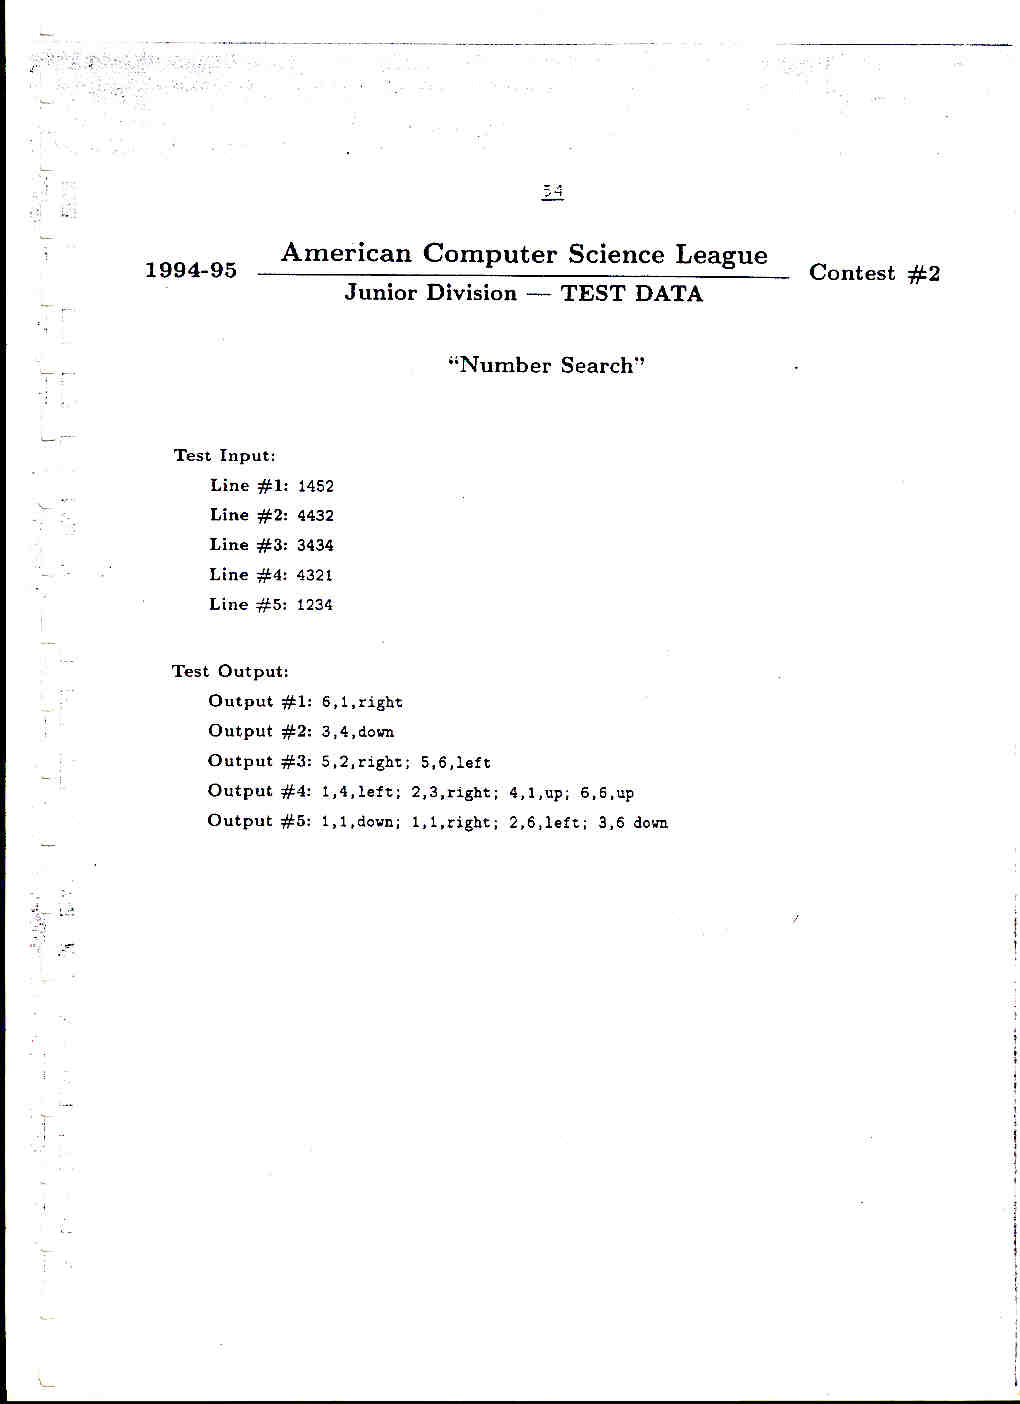 54
American Computer Science League
1994-95 Contest #2
Junior Division — TEST DATA
“Number Search”
Test Input:
Line #1: 1452
Line #2: 4432
Line #3: 3434
Line #4: 4321
Line #5: 1234
Test Output:
Output #1: 6,1,right
Output #2: 3,4,down
Output #3: 5,2,right; 5,6,left
Output #4: 1,4,left; 2,3,right; 4,1,up; 6,6,up
Output #5: 1,1,down; 1,1,right; 2,6,left; 3,6 down